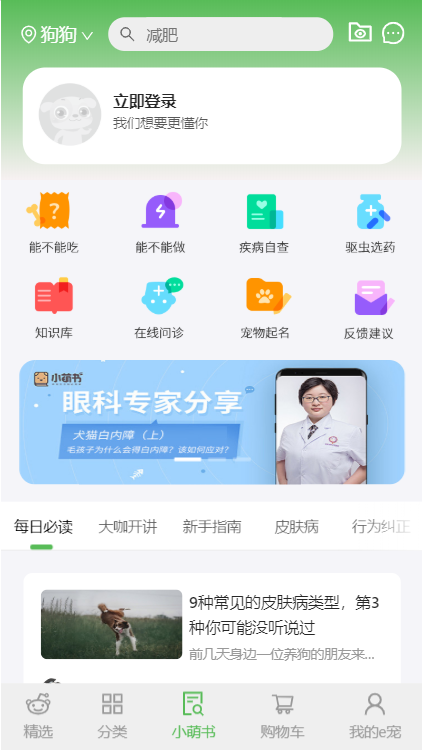 狗狗
减肥
立即登录
我们想要更懂你
能不能吃
能不能做
疾病自查
驱虫选药
知识库
在线问诊
宠物起名
反馈建议
小萌书
眼科专家分享
犬猫白内障（上）
毛孩子为什么会得白内障？该如何应对？
每日必读
大咖开讲
新手指南
皮肤病
行为纠正
9种常见的皮肤病类型，第3
种你可能没听说过
前几天身边一位养狗的朋友来...
精选
分类
小萌书
购物车
我的e宠